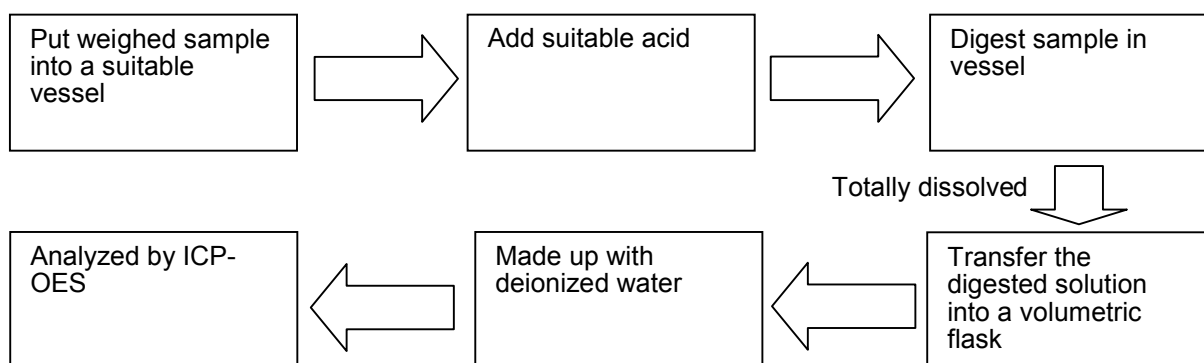 Put weighed sample
into a suitable
vessel
Add suitable acid
Digest sample in
vessel
Totally dissolved
Transfer the
digested solution
into a volumetric
flask
Made up with
deionized water
Analyzed by ICP-
OES